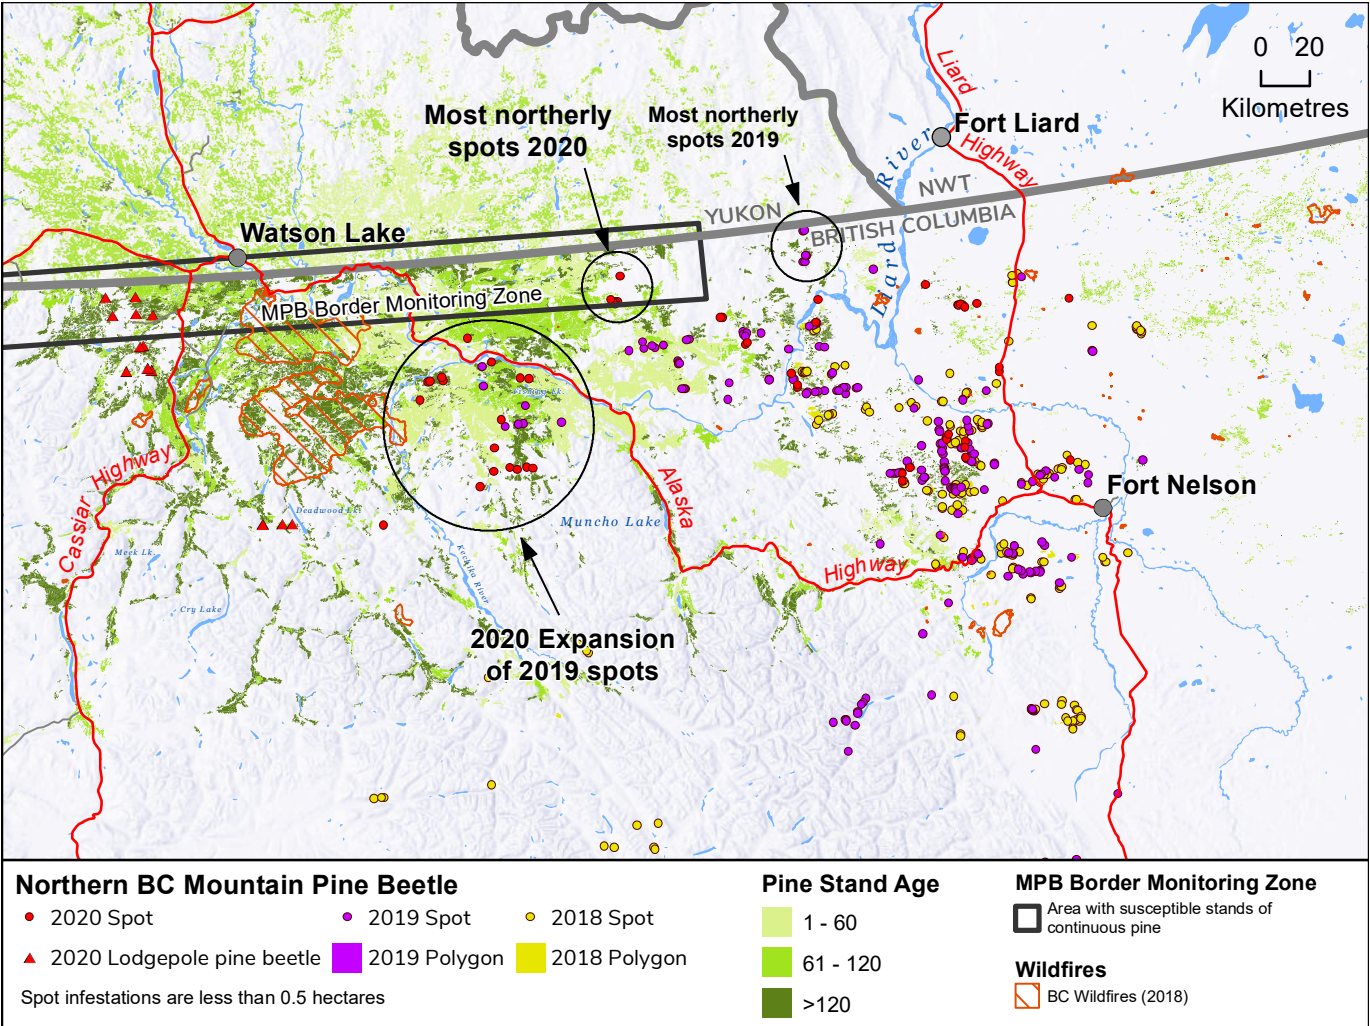 0 20
Kilometres
Liard
Highway
Fort Liard
Most northerly
spots 2020
Most northerly
spots 2019
Liard River
NWT
YUKON
BRITISH COLUMBIA
Watson Lake
MPB Border Monitoring Zone
Cassiar Highway
Deadwood Lk.
Meek Lk.
Cry Lake
Kechika River
Muncho Lake
Alaska
Highway
Fort Nelson
2020 Expansion
of 2019 spots
Northern BC Mountain Pine Beetle
2020 Spot
2019 Spot
2018 Spot
2020 Lodgepole pine beetle
2019 Polygon
2018 Polygon
Spot infestations are less than 0.5 hectares
Pine Stand Age
1 - 60
61 - 120
>120
MPB Border Monitoring Zone
Area with susceptible stands of
continuous pine
Wildfires
BC Wildfires (2018)